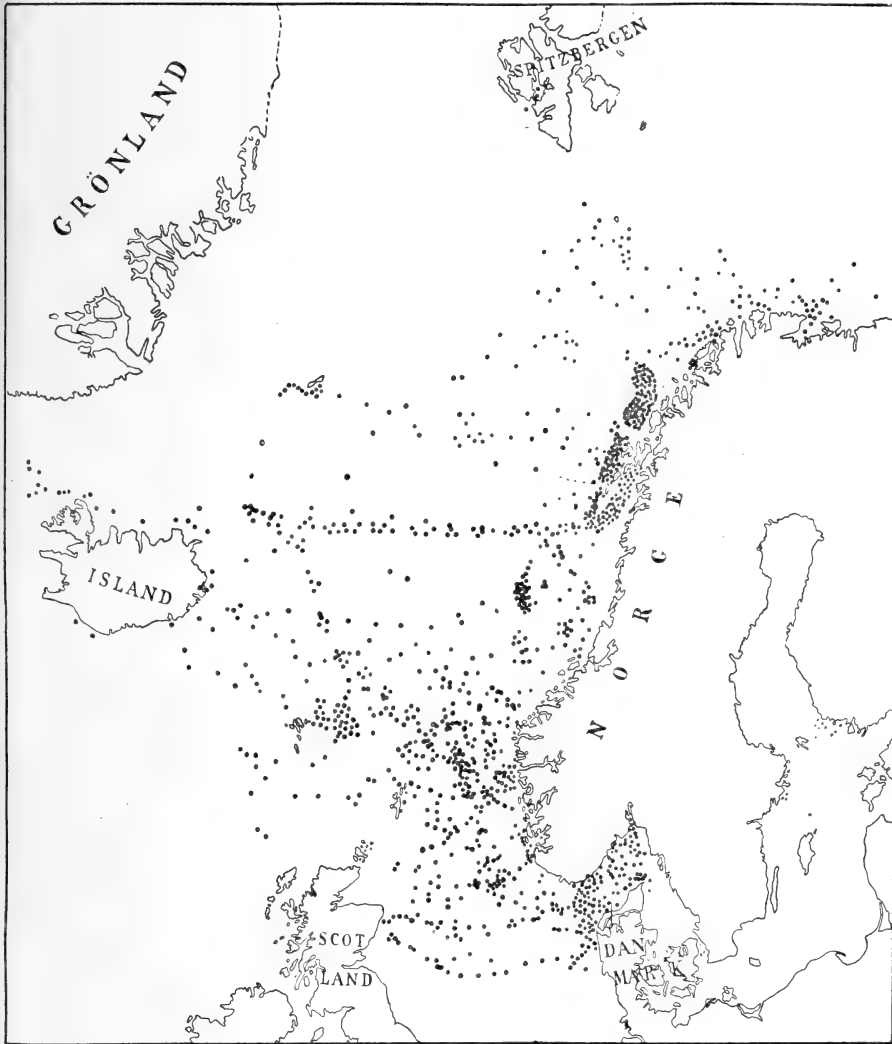 SPITZBERGEN
GRÖNLAND
ISLAND
NORGE
SCOT
LAND
DAN
MARK